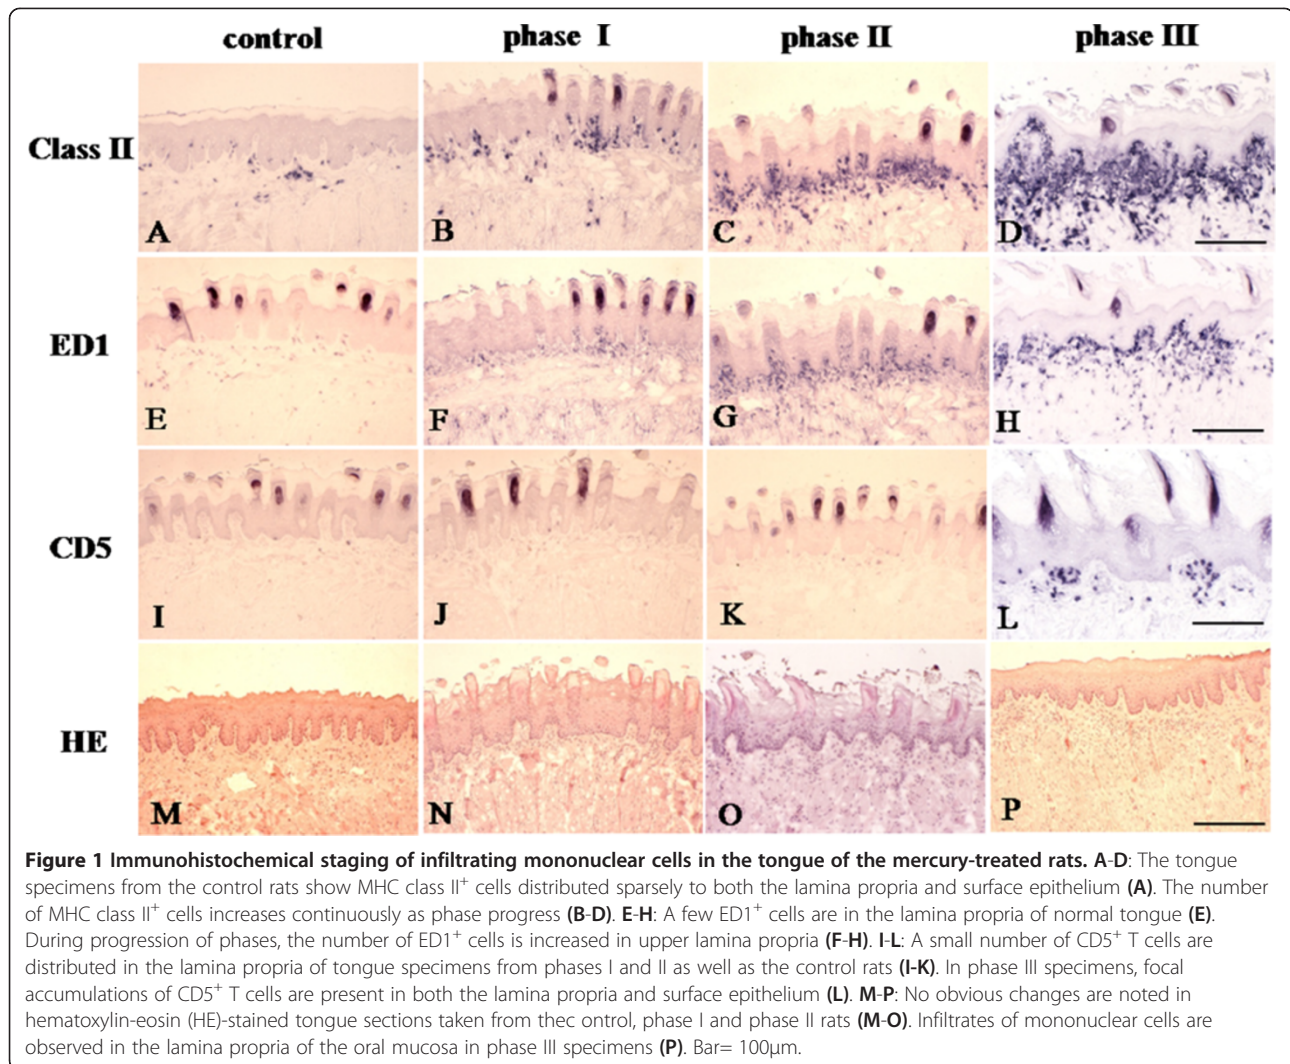 control phase I phase II phase III
Class II
A B C D
ED1
E F G H
CD5
I J K L
HE
M N O P
Figure 1 Immunohistochemical staging of infiltrating mononuclear cells in the tongue of the mercury-treated rats. A-D: The tongue
specimens from the control rats show MHC class II⁺ cells distributed sparsely to both the lamina propria and surface epithelium (A). The number
of MHC class II⁺ cells increases continuously as phase progress (B-D). E-H: A few ED1⁺ cells are in the lamina propria of normal tongue (E).
During progression of phases, the number of ED1⁺ cells is increased in upper lamina propria (F-H). I-L: A small number of CD5⁺ T cells are
distributed in the lamina propria of tongue specimens from phases I and II as well as the control rats (I-K). In phase III specimens, focal
accumulations of CD5⁺ T cells are present in both the lamina propria and surface epithelium (L). M-P: No obvious changes are noted in
hematoxylin-eosin (HE)-stained tongue sections taken from thec ontrol, phase I and phase II rats (M-O). Infiltrates of mononuclear cells are
observed in the lamina propria of the oral mucosa in phase III specimens (P). Bar= 100μm.